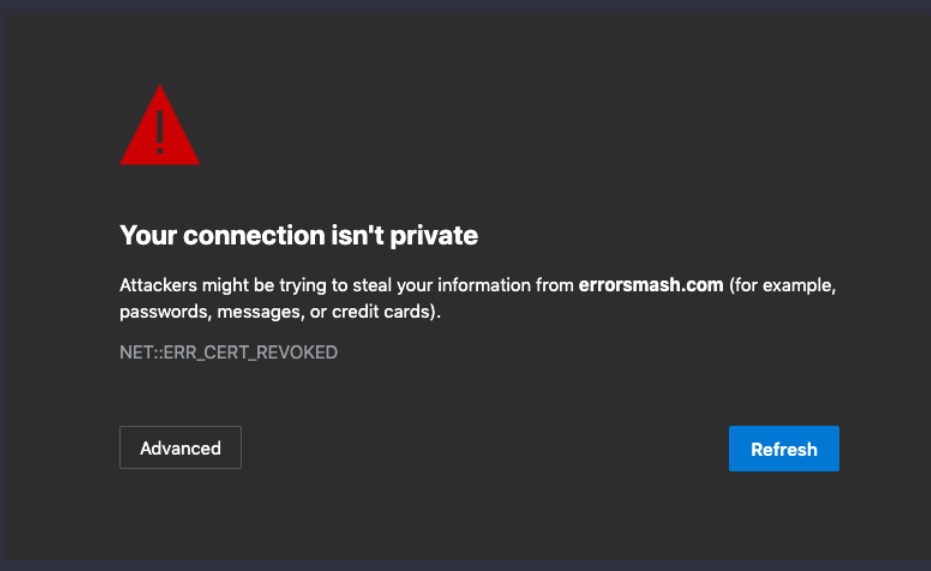 Your connection isn't private
Attackers might be trying to steal your information from errorsmash.com (for example,
passwords, messages, or credit cards).
NET::ERR_CERT_REVOKED
Advanced
Refresh